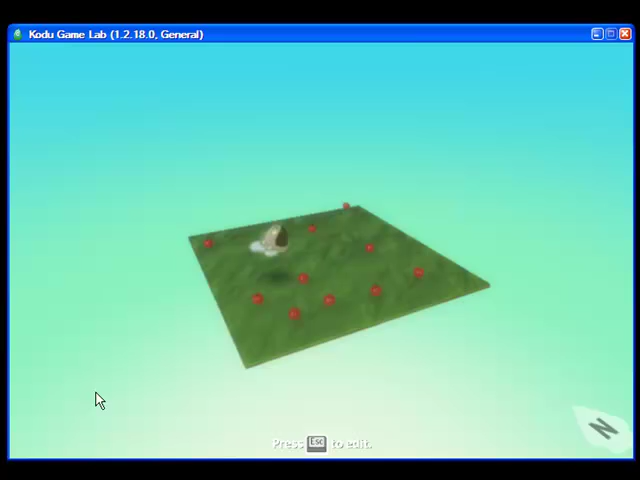 Kodu Game Lab (1.2.18.0, General)
N
Press Esc to edit.